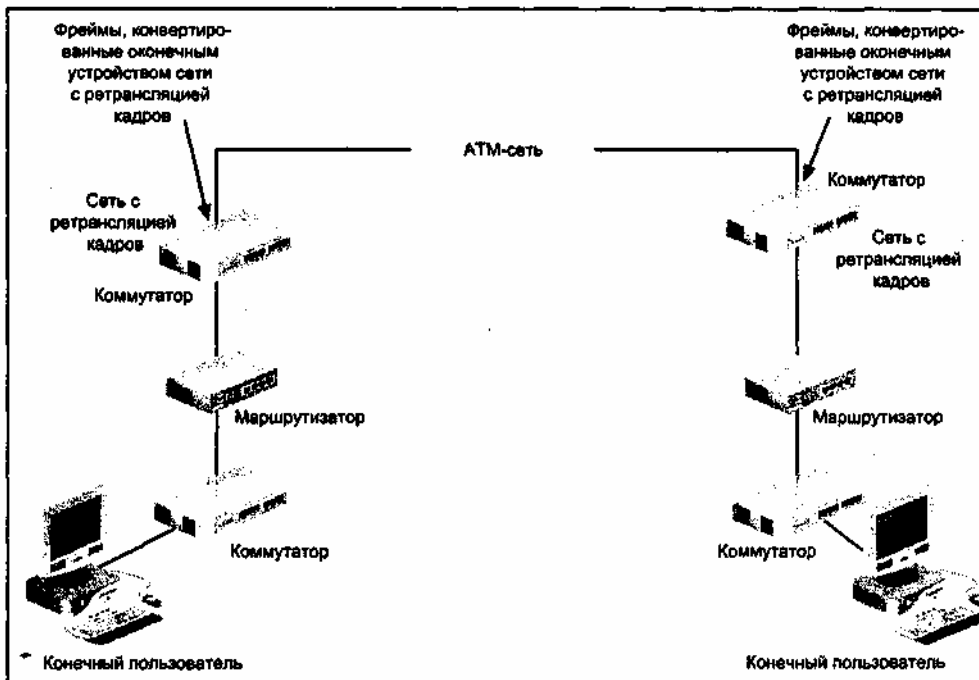 Фреймы, конвертиро-
ванные оконечным
устройством сети
с ретрансляцией
кадров
Фреймы, конвертиро-
ванные оконечным
устройством сети
с ретрансляцией
кадров
АТМ-сеть
Коммутатор
Сеть с
ретрансляцией
кадров
Сеть с
ретрансляцией
кадров
Коммутатор
Маршрутизатор
Маршрутизатор
Коммутатор
Коммутатор
Конечный пользователь
Конечный пользователь